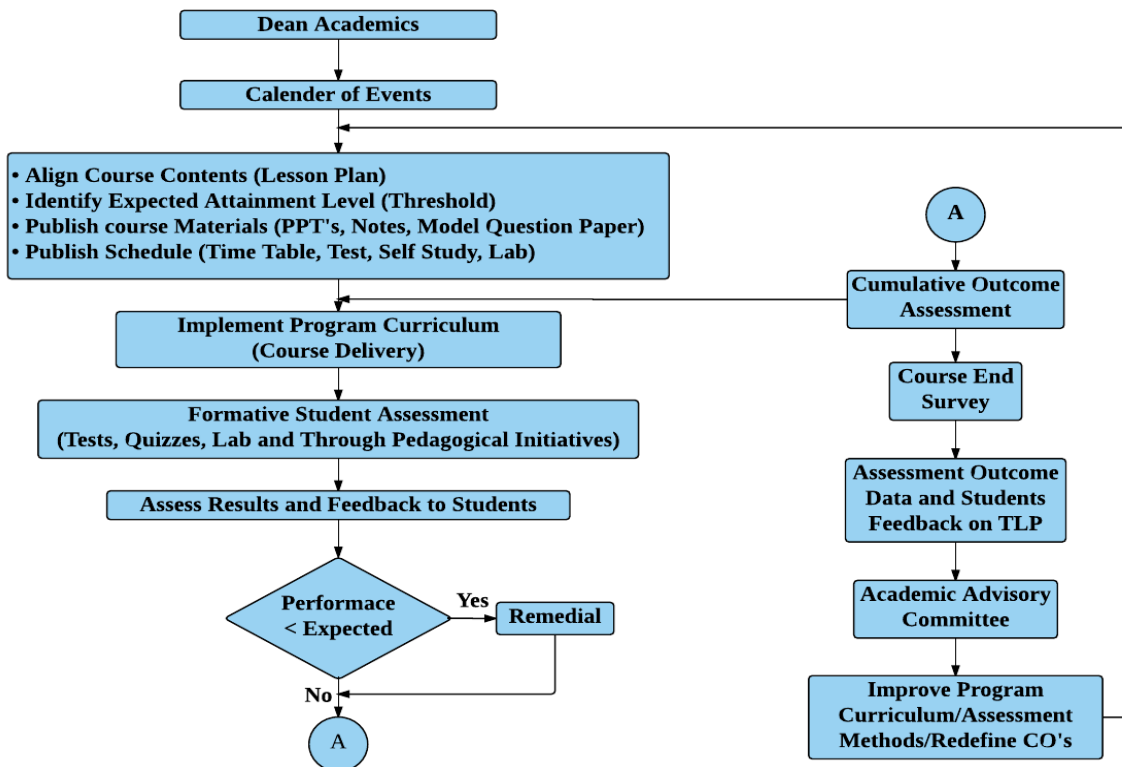 Dean Academics
Calender of Events
• Align Course Contents (Lesson Plan)
• Identify Expected Attainment Level (Threshold)
• Publish course Materials (PPT's, Notes, Model Question Paper)
• Publish Schedule (Time Table, Test, Self Study, Lab)
Implement Program Curriculum
(Course Delivery)
Formative Student Assessment
(Tests, Quizzes, Lab and Through Pedagogical Initiatives)
Assess Results and Feedback to Students
Performace
< Expected
Yes
Remedial
No
A
A
Cumulative Outcome
Assessment
Course End
Survey
Assessment Outcome
Data and Students
Feedback on TLP
Academic Advisory
Committee
Improve Program
Curriculum/Assessment
Methods/Redefine CO's